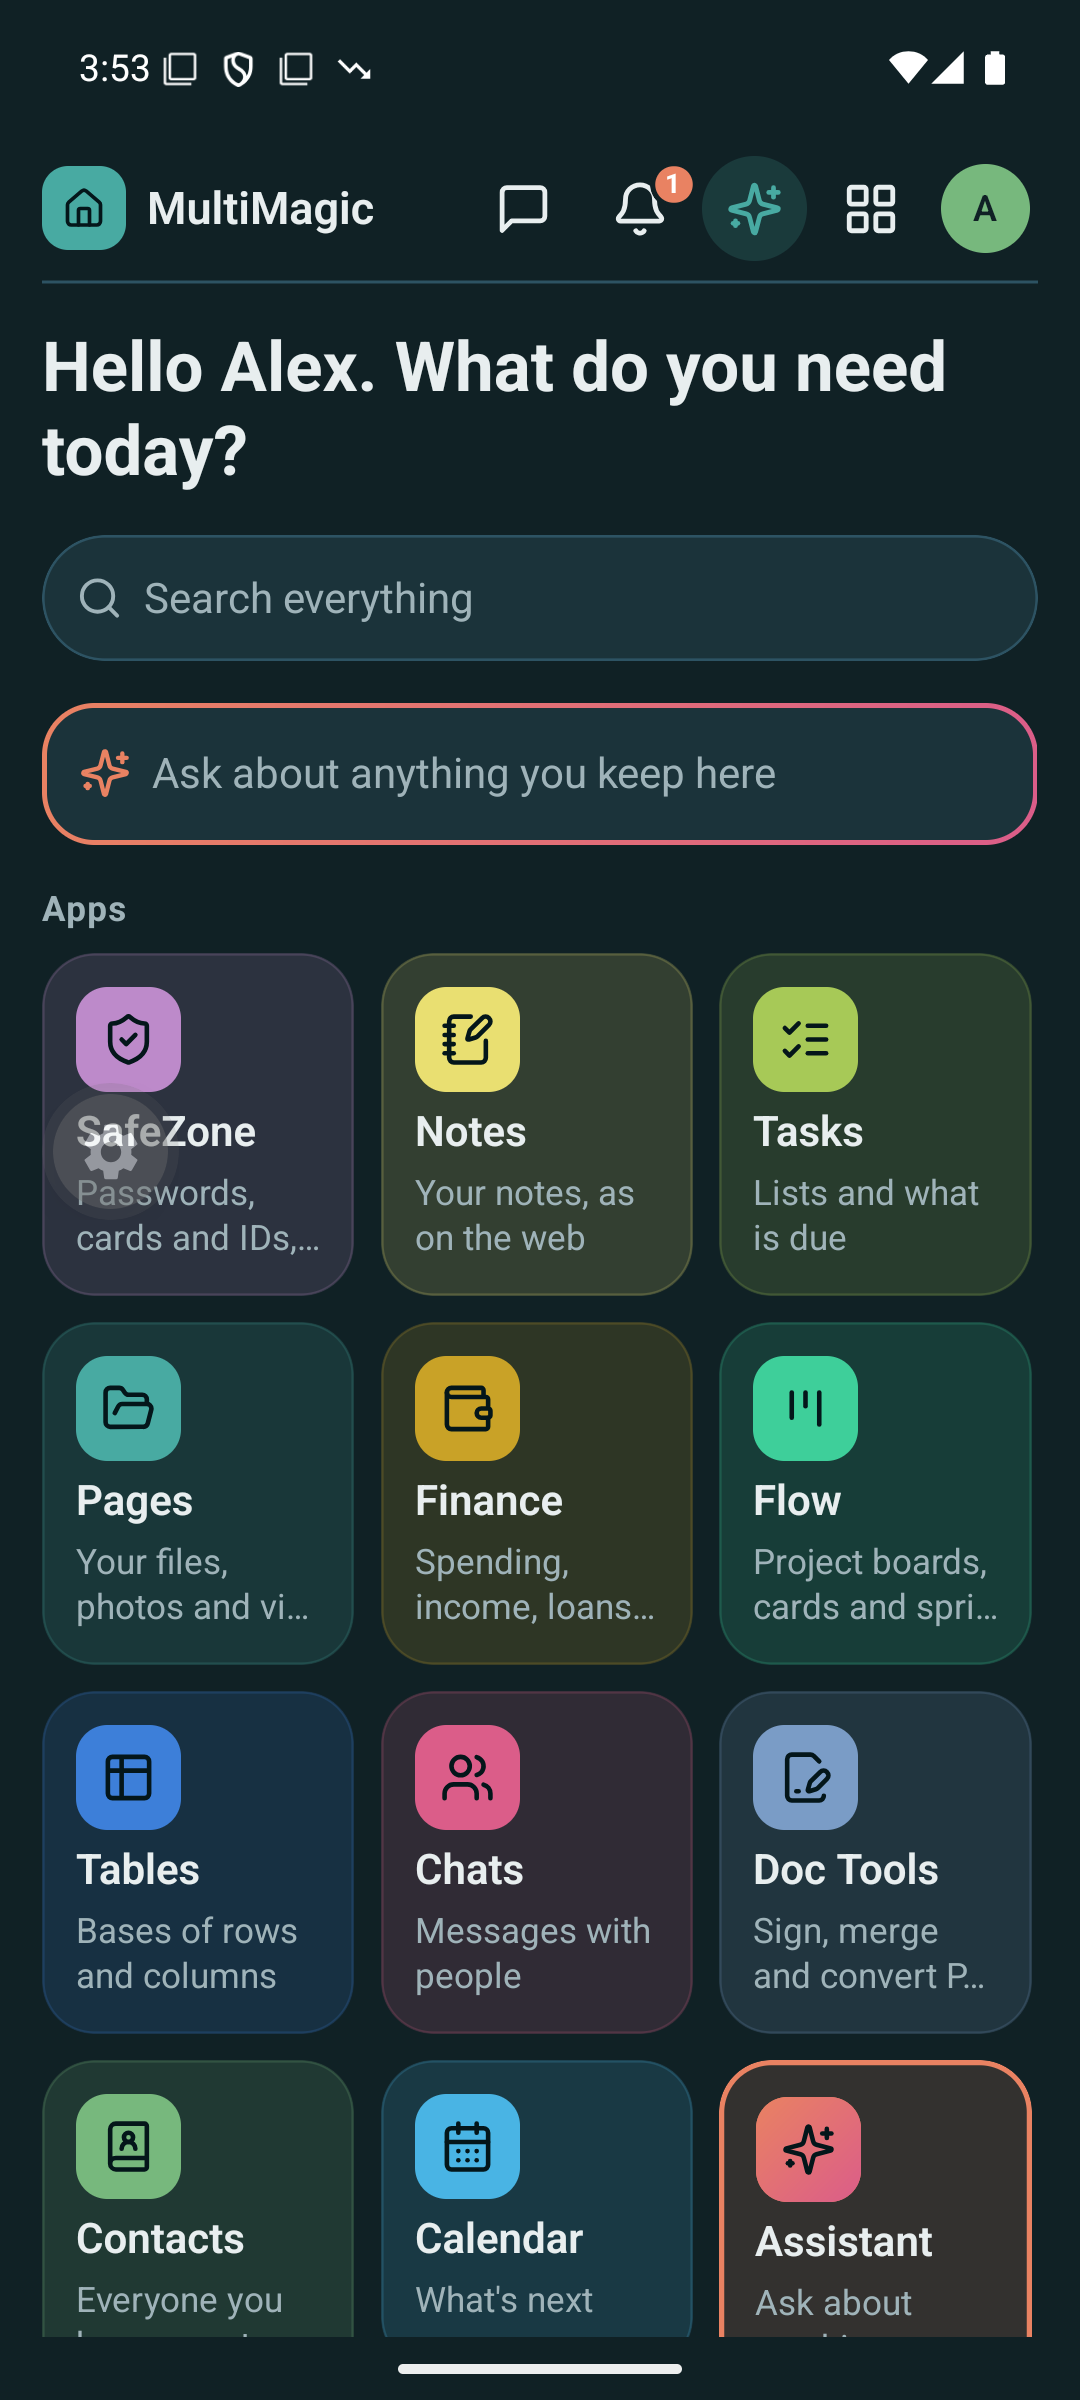 3:53
MultiMagic
1
A
Hello Alex. What do you need
today?
Search everything
Ask about anything you keep here
Apps
SafeZone
Passwords,
cards and IDs,...
Notes
Your notes, as
on the web
Tasks
Lists and what
is due
Pages
Your files,
photos and vi...
Finance
Spending,
income, loans...
Flow
Project boards,
cards and spri...
Tables
Bases of rows
and columns
Chats
Messages with
people
Doc Tools
Sign, merge
and convert P...
Contacts
Everyone you
Calendar
What's next
Assistant
Ask about